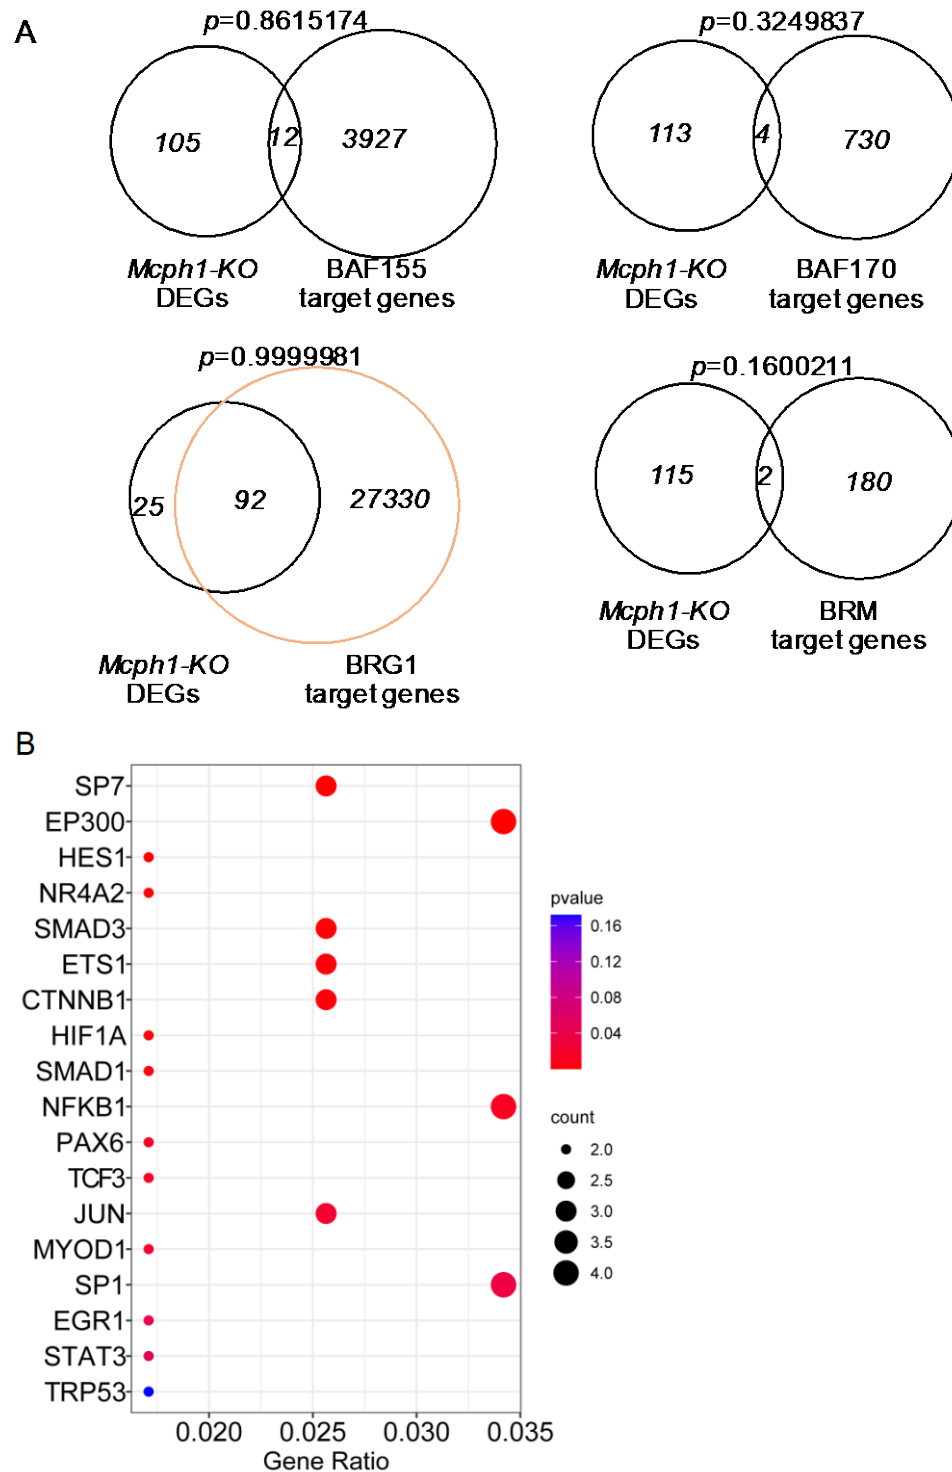 A
p=0.8615174
105
12
3927
Mcph1-KO
DEGs
BAF155
target genes
p=0.3249837
113
4
730
Mcph1-KO
DEGs
BAF170
target genes
p=0.9999981
25
92
27330
Mcph1-KO
DEGs
BRG1
target genes
p=0.1600211
115
2
180
Mcph1-KO
DEGs
BRM
target genes
B
SP7
EP300
HES1
NR4A2
SMAD3
ETS1
CTNNB1
HIF1A
SMAD1
NFKB1
PAX6
TCF3
JUN
MYOD1
SP1
EGR1
STAT3
TRP53
0.020
0.025
0.030
0.035
Gene Ratio
pvalue
0.16
0.12
0.08
0.04
count
2.0
2.5
3.0
3.5
4.0